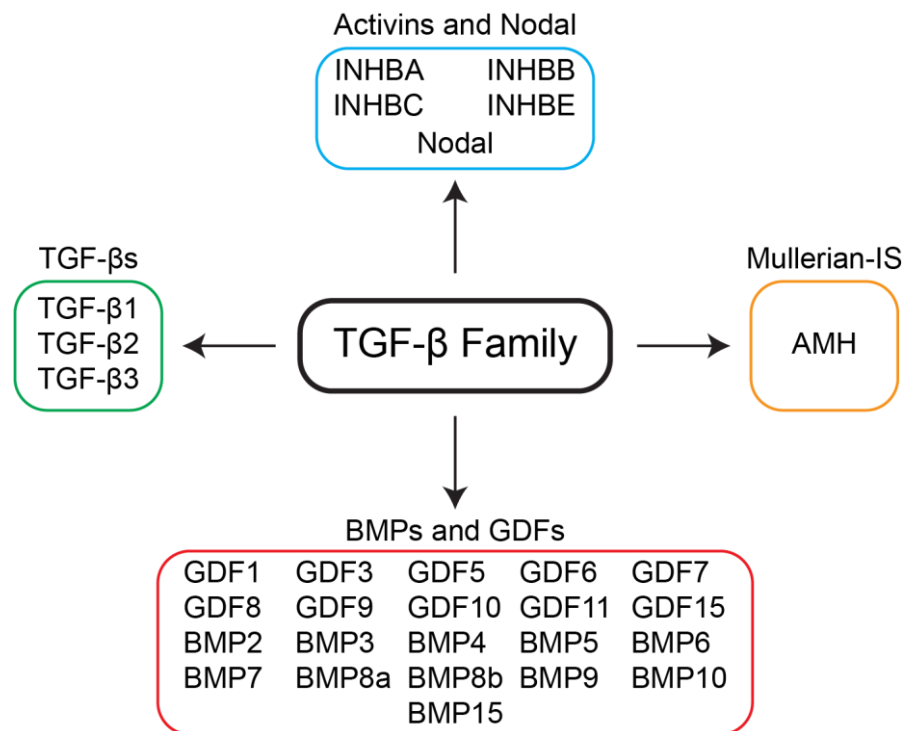 Activins and Nodal
INHBA INHBB
INHBC INHBE
Nodal
TGF-βs
TGF-β1
TGF-β2
TGF-β3
TGF-β Family
Mullerian-IS
AMH
BMPs and GDFs
GDF1 GDF3 GDF5 GDF6 GDF7
GDF8 GDF9 GDF10 GDF11 GDF15
BMP2 BMP3 BMP4 BMP5 BMP6
BMP7 BMP8a BMP8b BMP9 BMP10
BMP15